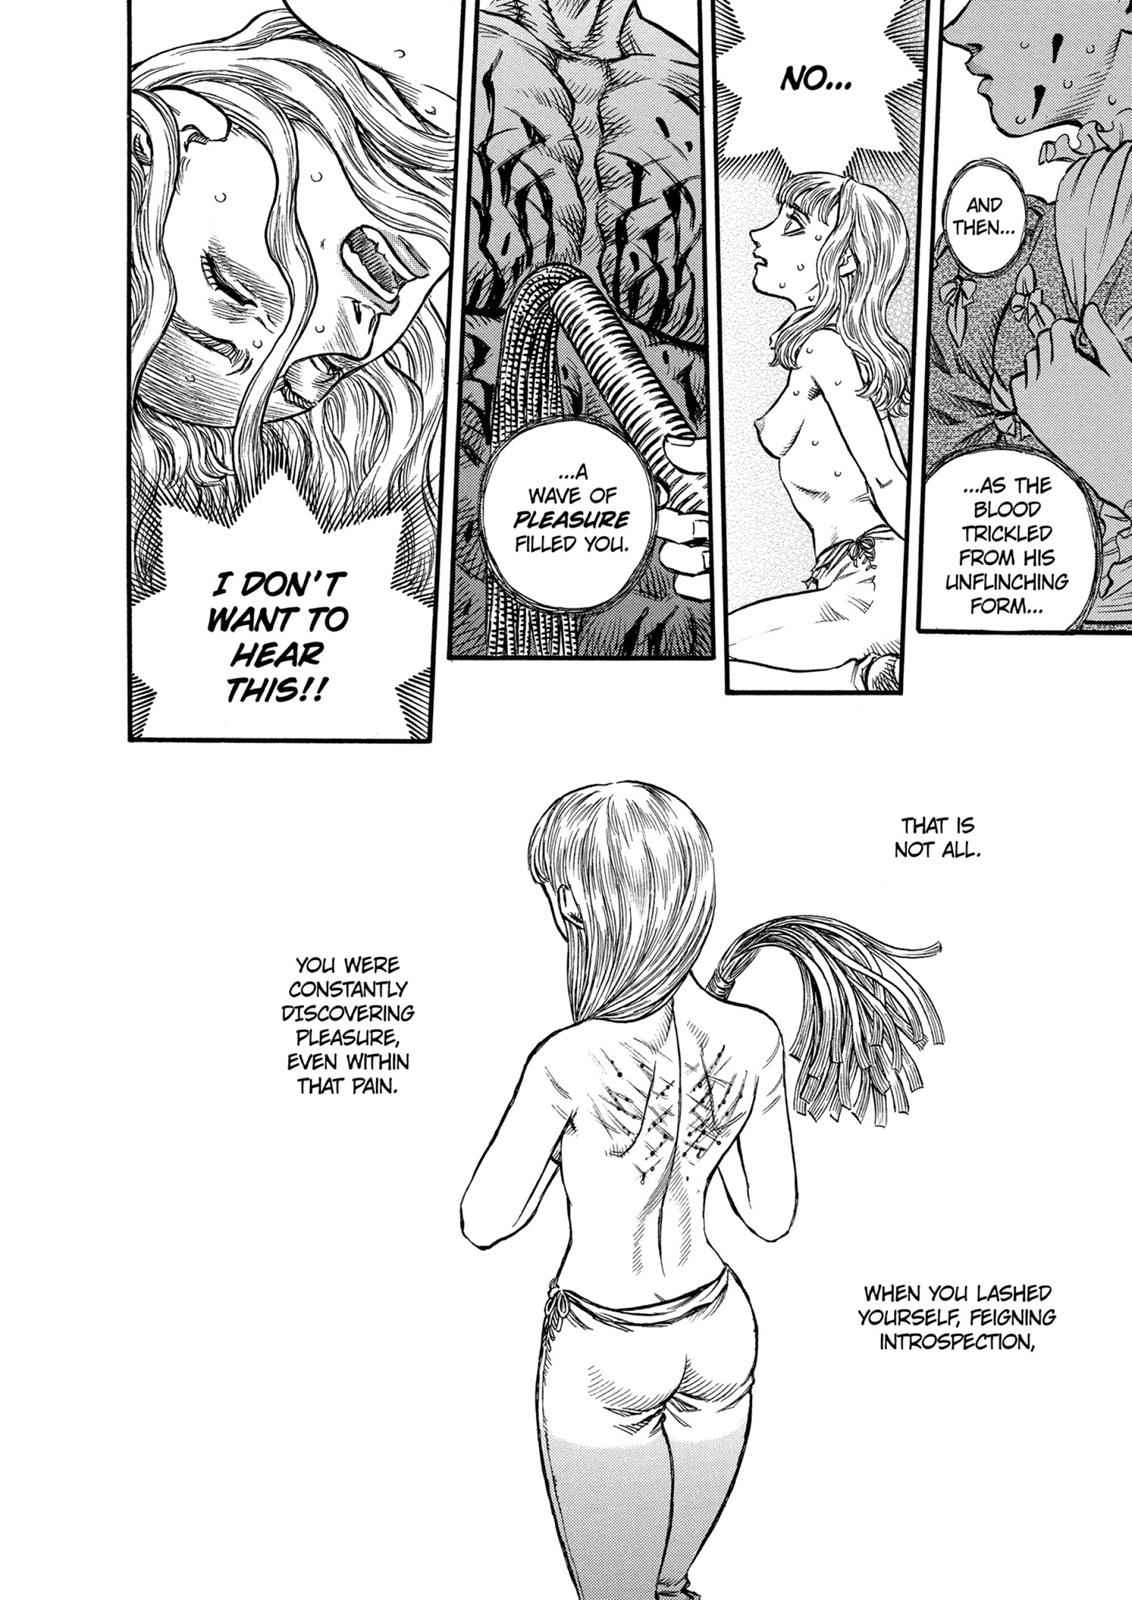 AND
THEN...
...AS THE
BLOOD
TRICKLED
FROM HIS
UNFLINCHING
FORM...
NO...
...A
WAVE OF
PLEASURE
FILLED YOU.
I DON'T
WANT TO
HEAR
THIS!!
THAT IS
NOT ALL.
WHEN YOU LASHED
YOURSELF, FEIGNING
INTROSPECTION,
YOU WERE
CONSTANTLY
DISCOVERING
PLEASURE,
EVEN WITHIN
THAT PAIN.